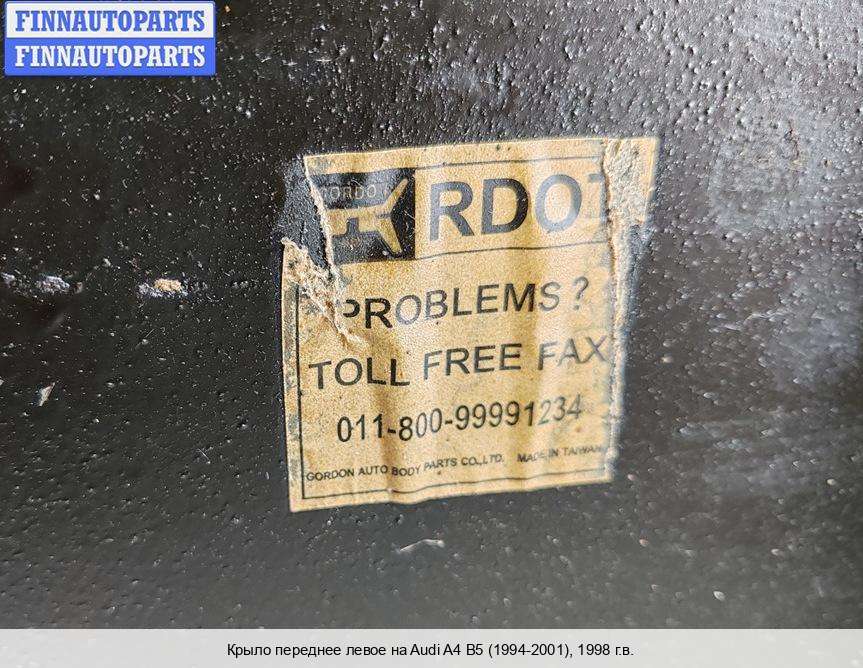 FINNAUTOPARTS
FINNAUTOPARTS
RDO
PROBLEMS?
TOLL FREE FAX
011-800-99991234
GORDON AUTO BODY PARTS CO.,LTD. MADE IN TAIWAN
Крыло переднее левое на Audi A4 B5 (1994-2001), 1998 г.в.